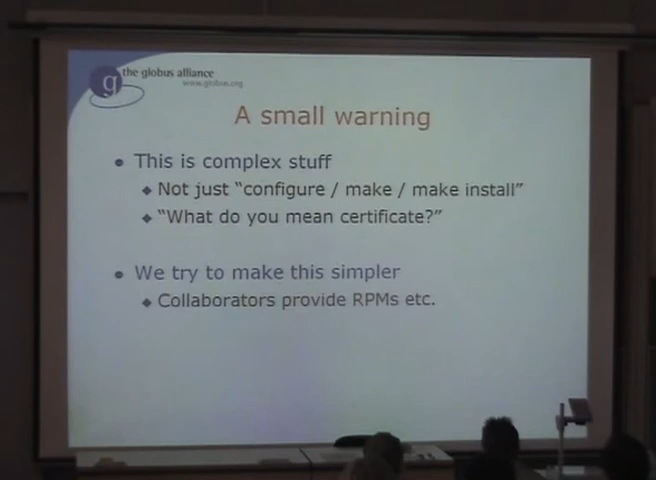 g the globus alliance
www.globus.org
A small warning
• This is complex stuff
❖ Not just “configure / make / make install”
❖ “What do you mean certificate?”
• We try to make this simpler
❖ Collaborators provide RPMs etc.